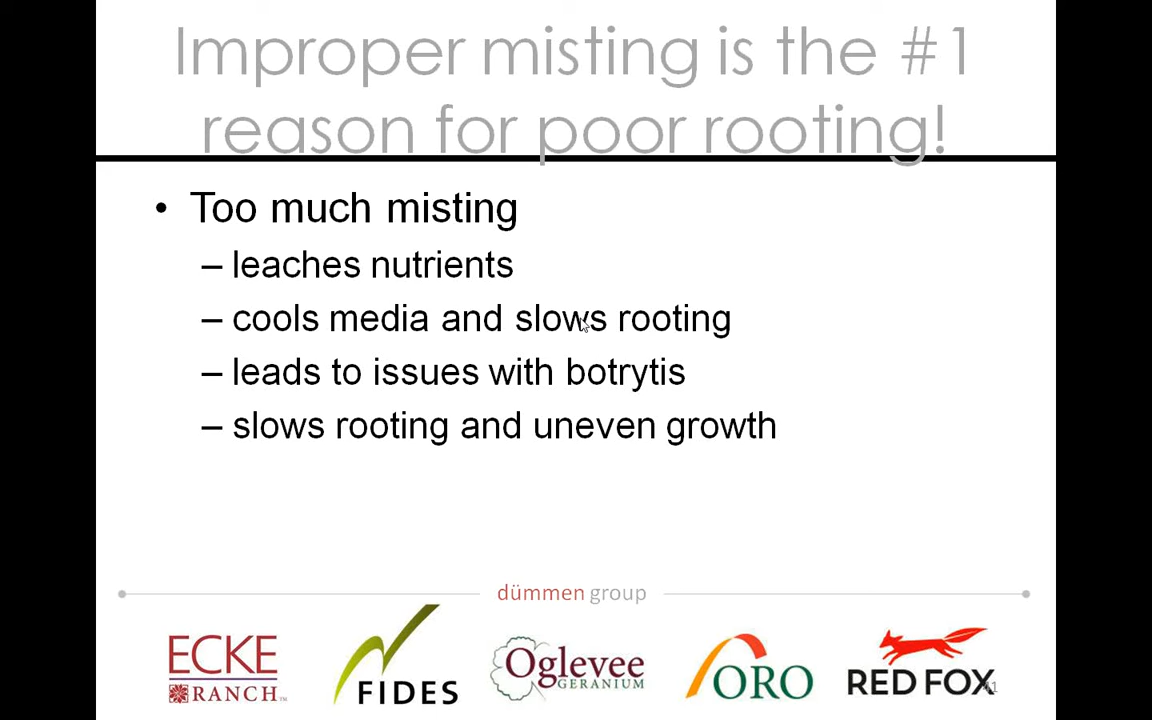 Improper misting is the #1
reason for poor rooting!
• Too much misting
– leaches nutrients
– cools media and slows rooting
– leads to issues with botrytis
– slows rooting and uneven growth
dümmen group
ECKE
RANCH™
FIDES
Oglevee
GERANIUM
ORO
RED FOX